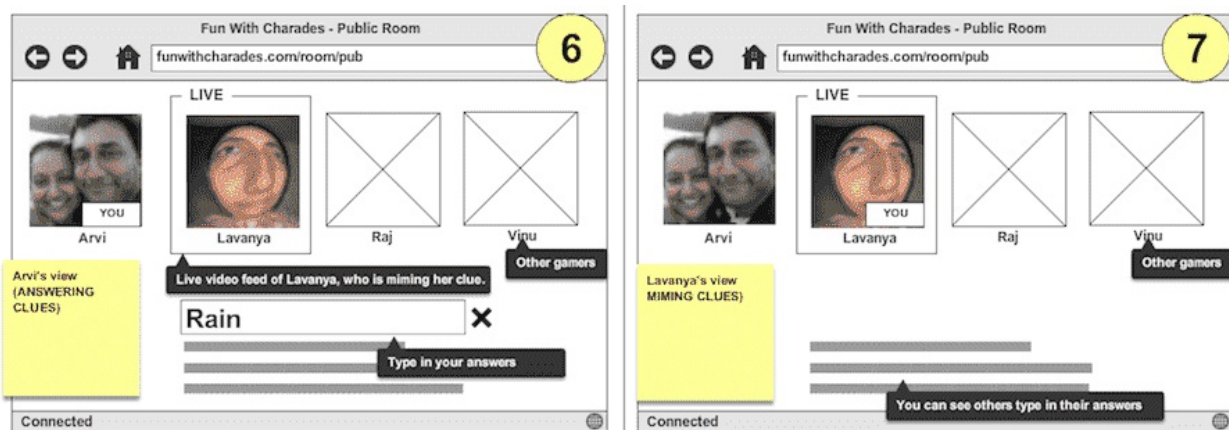 Fun With Charades - Public Room
6
funwithcharades.com/room/pub
LIVE
YOU
Arvi
Lavanya
Raj
Vinu
Other gamers
Arvi's view
(ANSWERING
CLUES)
Live video feed of Lavanya, who is miming her clue.
Rain
Type in your answers
Connected
Fun With Charades - Public Room
7
funwithcharades.com/room/pub
LIVE
YOU
Arvi
Lavanya
Raj
Vinu
Other gamers
Lavanya's view
MIMING CLUES)
You can see others type in their answers
Connected